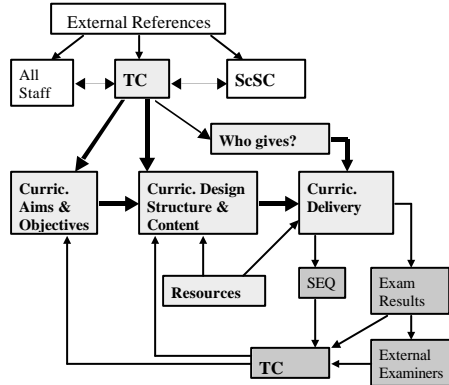 External References
All
Staff
TC
ScSC
Who gives?
Curric.
Aims &
Objectives
Curric. Design
Structure &
Content
Curric.
Delivery
Resources
SEQ
Exam
Results
TC
External
Examiners